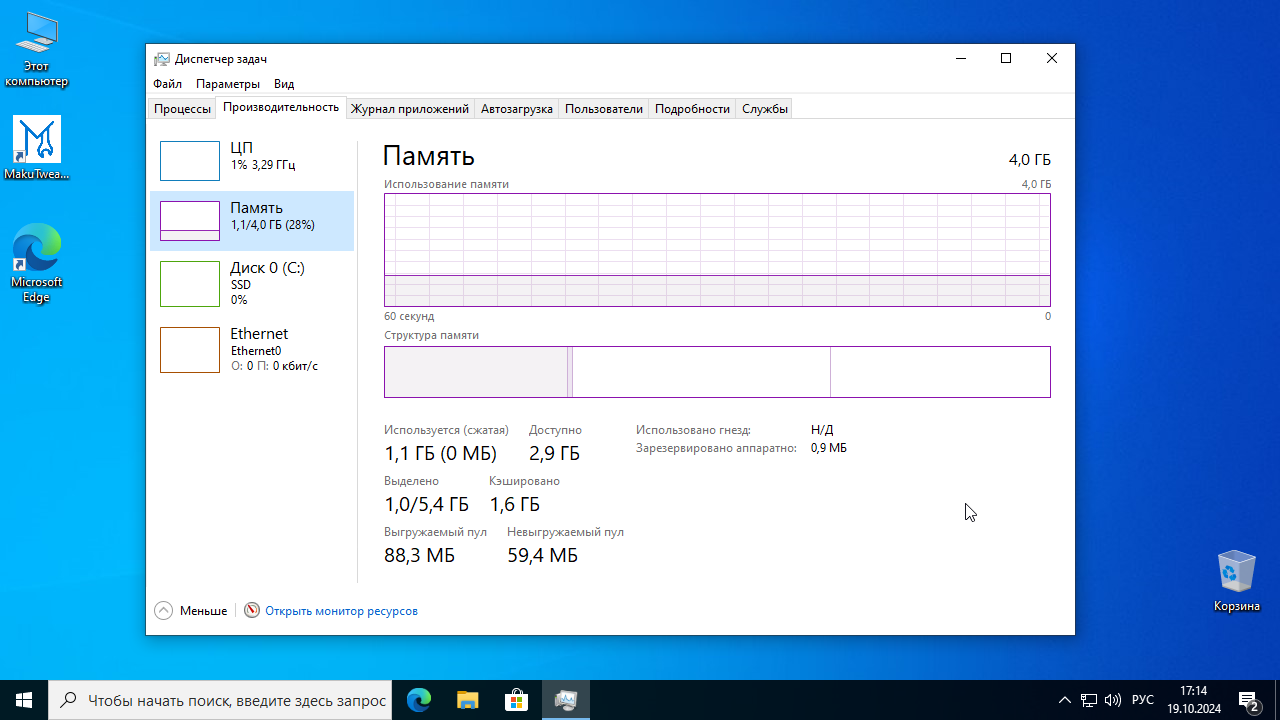 Этот
компьютер
MakuTwea...
Microsoft
Edge
Диспетчер задач
Файл Параметры Вид
Процессы Производительность Журнал приложений Автозагрузка Пользователи Подробности Службы
ЦП
1% 3,29 ГГц
Память
1,1/4,0 ГБ (28%)
Диск 0 (C:)
SSD
0%
Ethernet
Ethernet0
О: 0 П: 0 кбит/с
Память 4,0 ГБ
Использование памяти 4,0 ГБ
60 секунд 0
Структура памяти
Используется (сжатая) Доступно
1,1 ГБ (0 МБ) 2,9 ГБ
Выделено Кэшировано
1,0/5,4 ГБ 1,6 ГБ
Выгружаемый пул Невыгружаемый пул
88,3 МБ 59,4 МБ
Использовано гнезд: Н/Д
Зарезервировано аппаратно: 0,9 МБ
Меньше Открыть монитор ресурсов
Корзина
Чтобы начать поиск, введите здесь запрос
РУС
17:14
19.10.2024
2